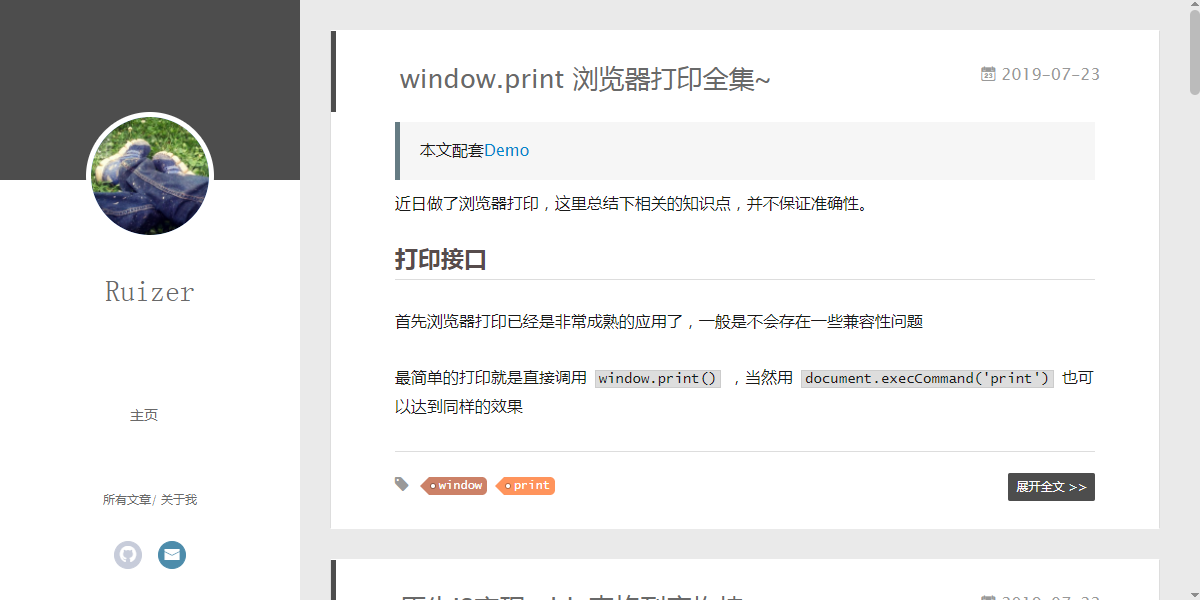 Ruizer
主页
所有文章/ 关于我
window.print 浏览器打印全集~
2019-07-23
本文配套Demo
近日做了浏览器打印，这里总结下相关的知识点，并不保证准确性。
打印接口
首先浏览器打印已经是非常成熟的应用了，一般是不会存在一些兼容性问题
最简单的打印就是直接调用 window.print() ，当然用 document.execCommand('print') 也可
以达到同样的效果
window print
展开全文 >>